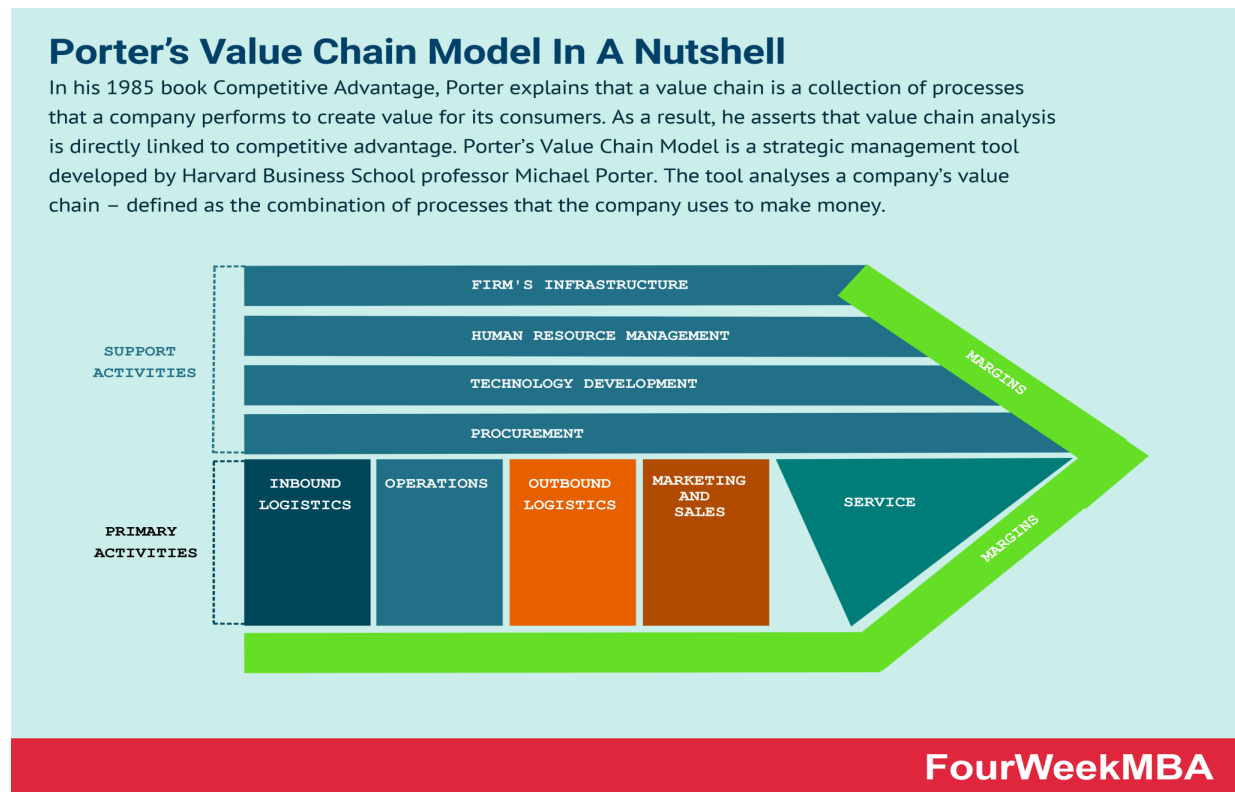 Porter’s Value Chain Model In A Nutshell
In his 1985 book Competitive Advantage, Porter explains that a value chain is a collection of processes
that a company performs to create value for its consumers. As a result, he asserts that value chain analysis
is directly linked to competitive advantage. Porter’s Value Chain Model is a strategic management tool
developed by Harvard Business School professor Michael Porter. The tool analyses a company’s value
chain – defined as the combination of processes that the company uses to make money.
SUPPORT
ACTIVITIES
FIRM'S INFRASTRUCTURE
HUMAN RESOURCE MANAGEMENT
TECHNOLOGY DEVELOPMENT
PROCUREMENT
MARGINS
PRIMARY
ACTIVITIES
INBOUND
LOGISTICS
OPERATIONS
OUTBOUND
LOGISTICS
MARKETING
AND
SALES
SERVICE
MARGINS
FourWeekMBA